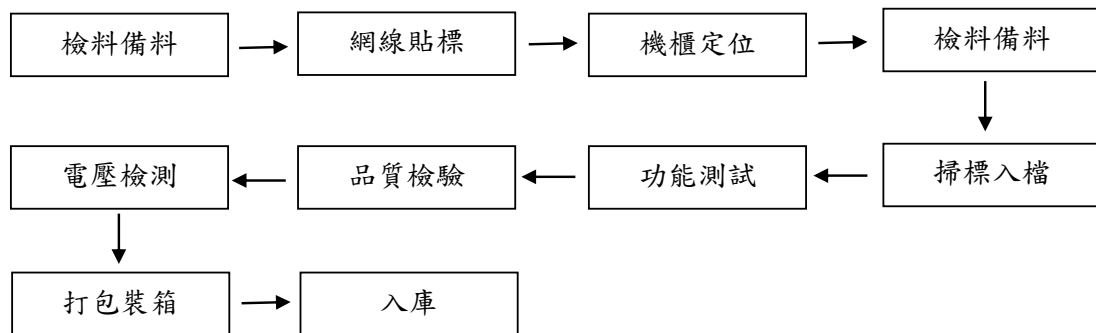 檢料備料 網線貼標 機櫃定位 檢料備料
電壓檢測 品質檢驗 功能測試 掃標入檔
打包裝箱 入庫